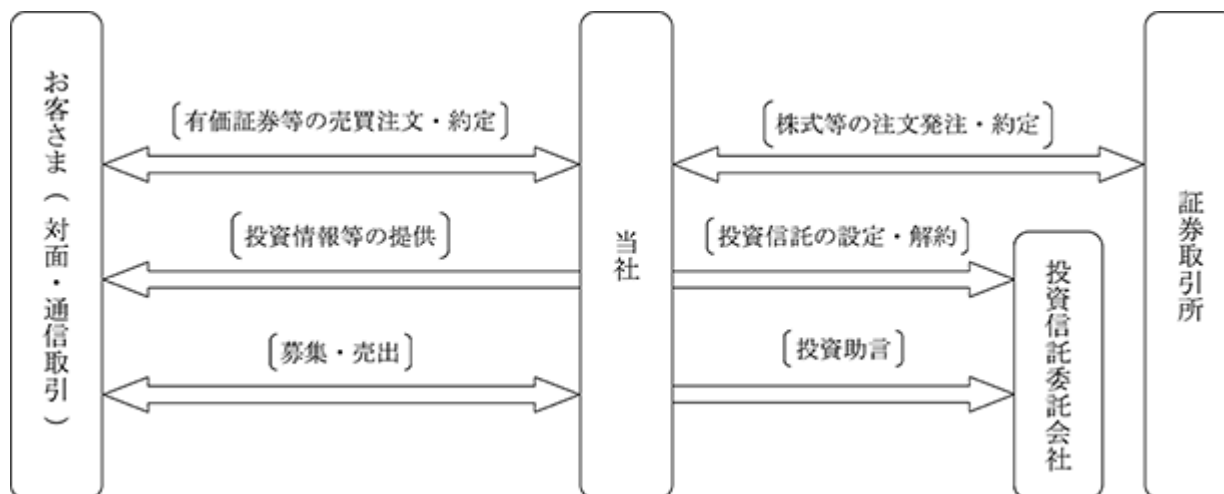 お客さま（対面・通信取引）
〔有価証券等の売買注文・約定〕
〔投資情報等の提供〕
〔募集・売出〕
当社
〔株式等の注文発注・約定〕
〔投資信託の設定・解約〕
〔投資助言〕
投資信託委託会社
証券取引所